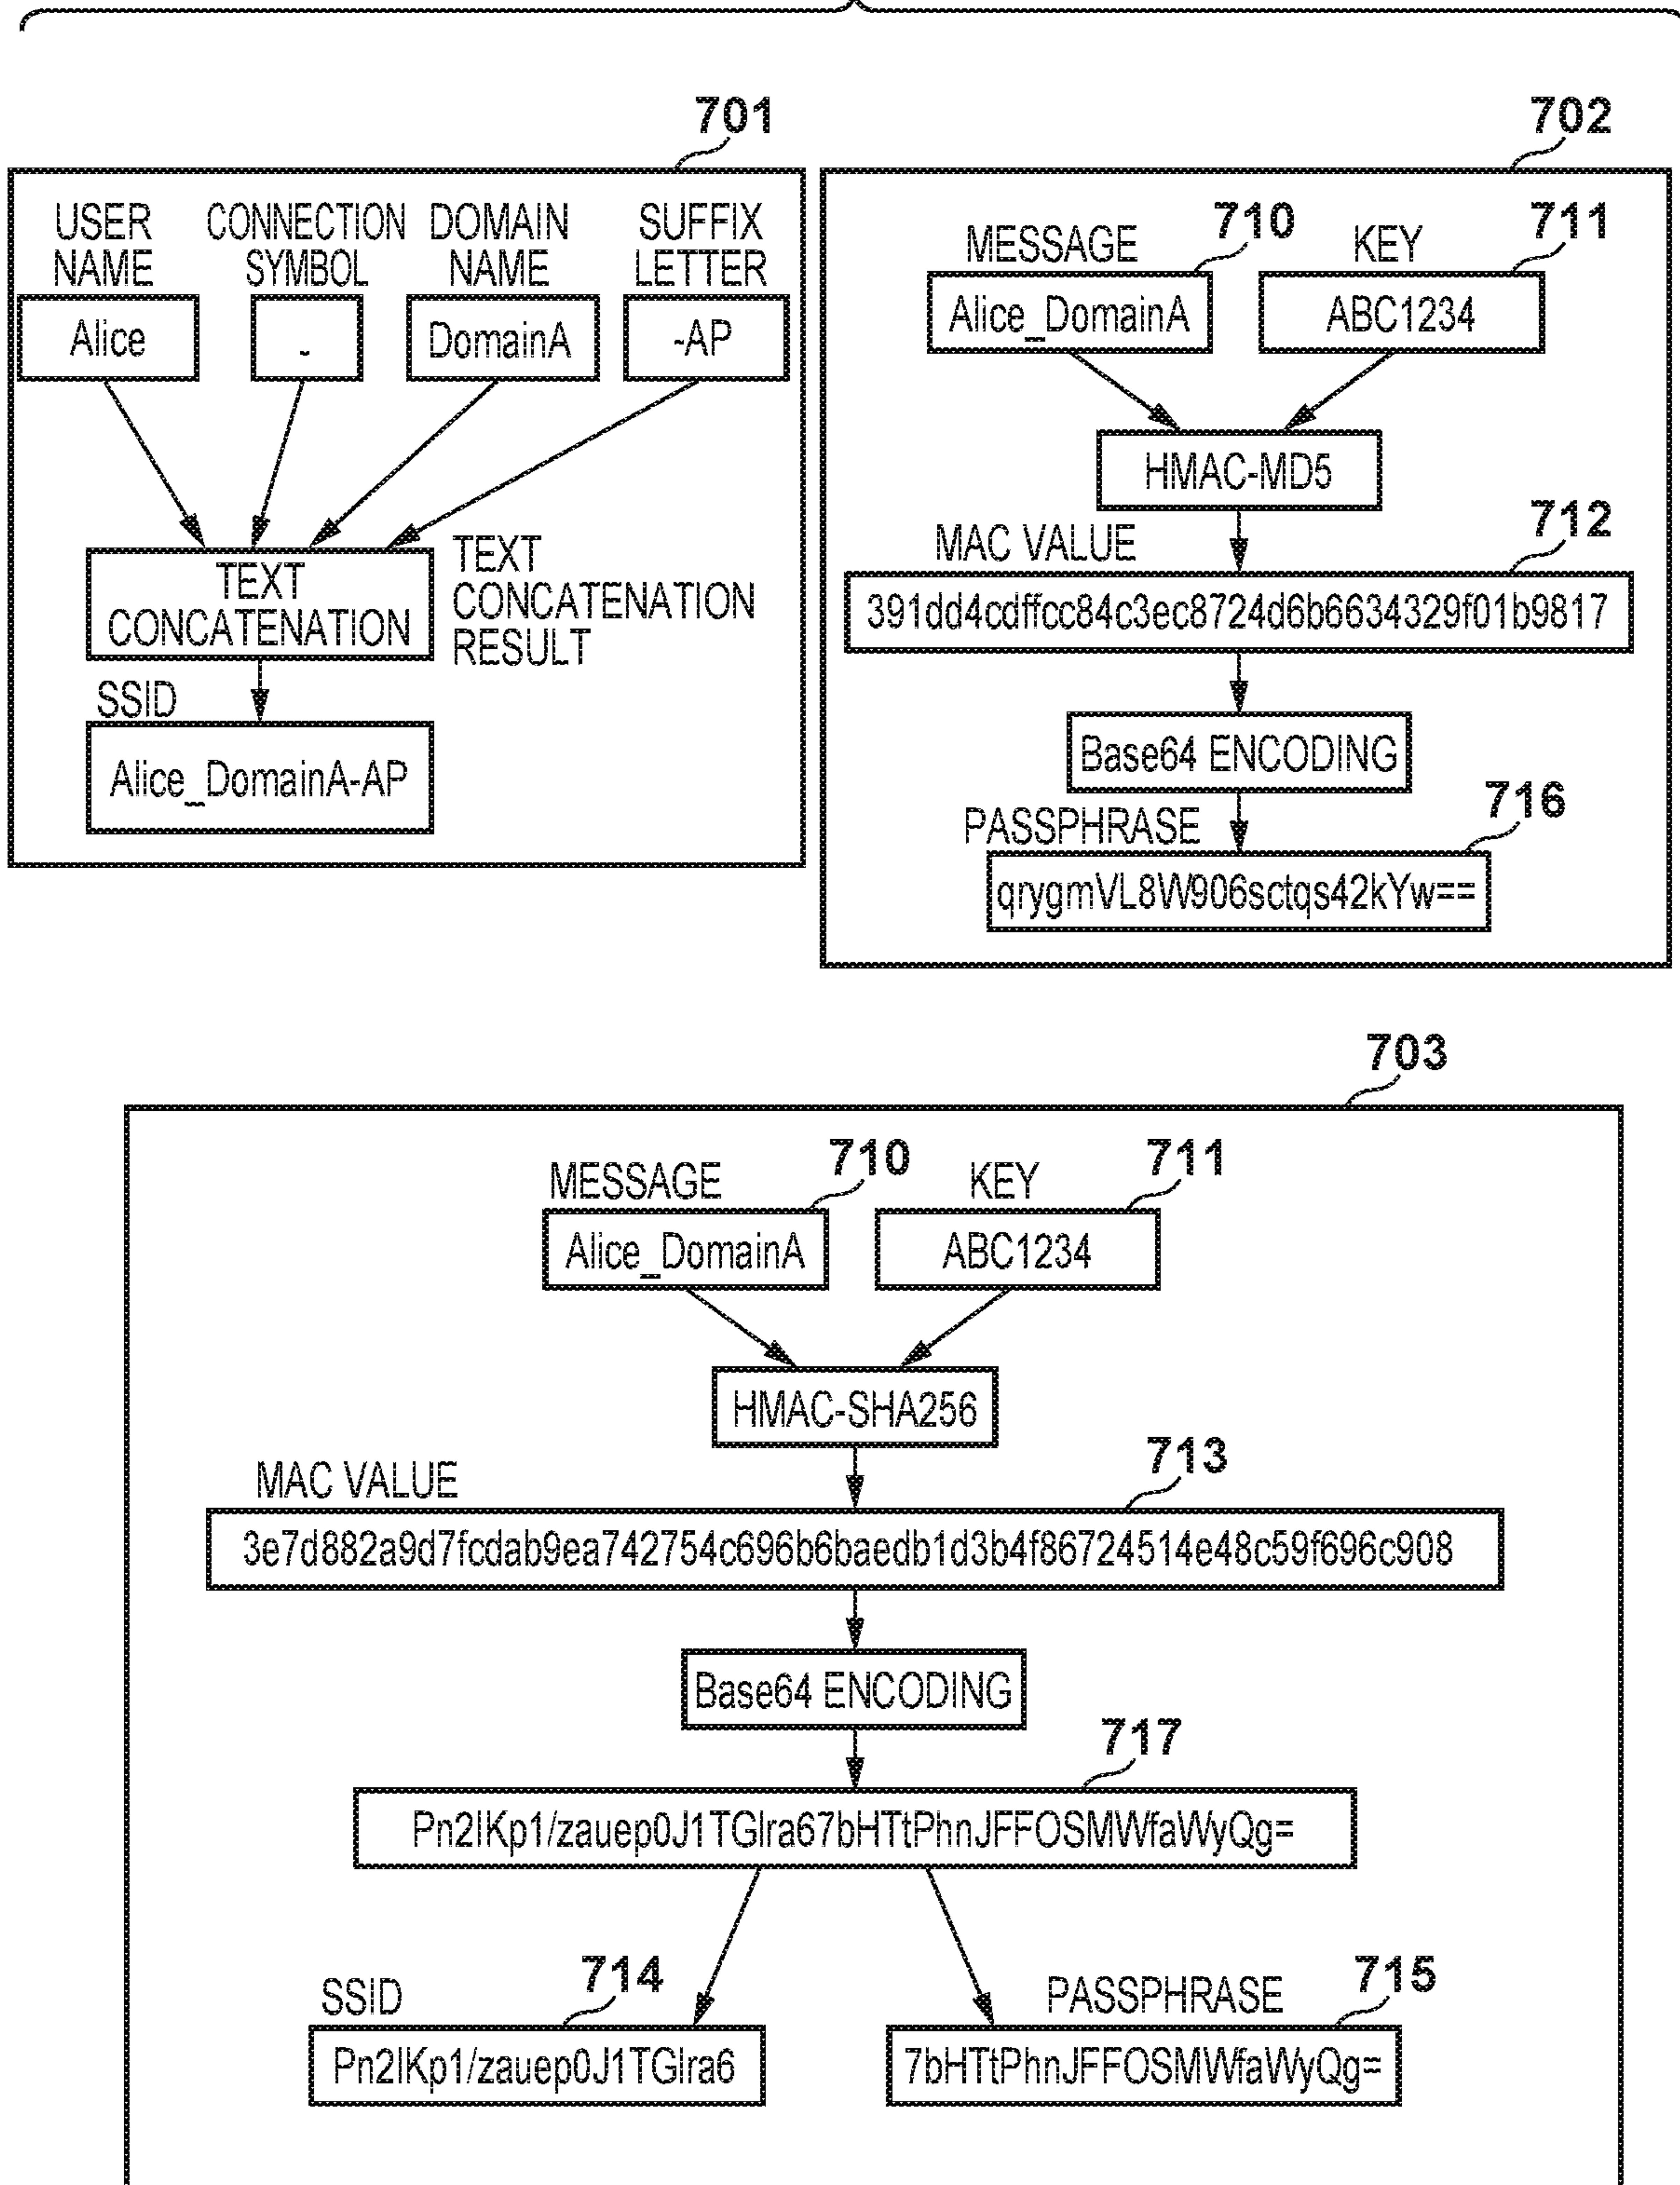 701
USER NAME
CONNECTION SYMBOL
DOMAIN NAME
SUFFIX LETTER
Alice
_
DomainA
-AP
TEXT CONCATENATION
TEXT CONCATENATION RESULT
SSID
Alice_DomainA-AP
702
MESSAGE
710
KEY
711
Alice_DomainA
ABC1234
HMAC-MD5
MAC VALUE
712
391dd4cdffcc84c3ec8724d6b6634329f01b9817
Base64 ENCODING
PASSPHRASE
716
qrygmVL8W906sctqs42kYw==
703
MESSAGE
710
KEY
711
Alice_DomainA
ABC1234
HMAC-SHA256
MAC VALUE
713
3e7d882a9d7fcdab9ea742754c696b6baedb1d3b4f86724514e48c59f696c908
Base64 ENCODING
717
Pn2IKp1/zauep0J1TGlra67bHTtPhnJFFOSMWfaWyQg=
SSID
714
Pn2IKp1/zauep0J1TGlra6
PASSPHRASE
715
7bHTtPhnJFFOSMWfaWyQg=